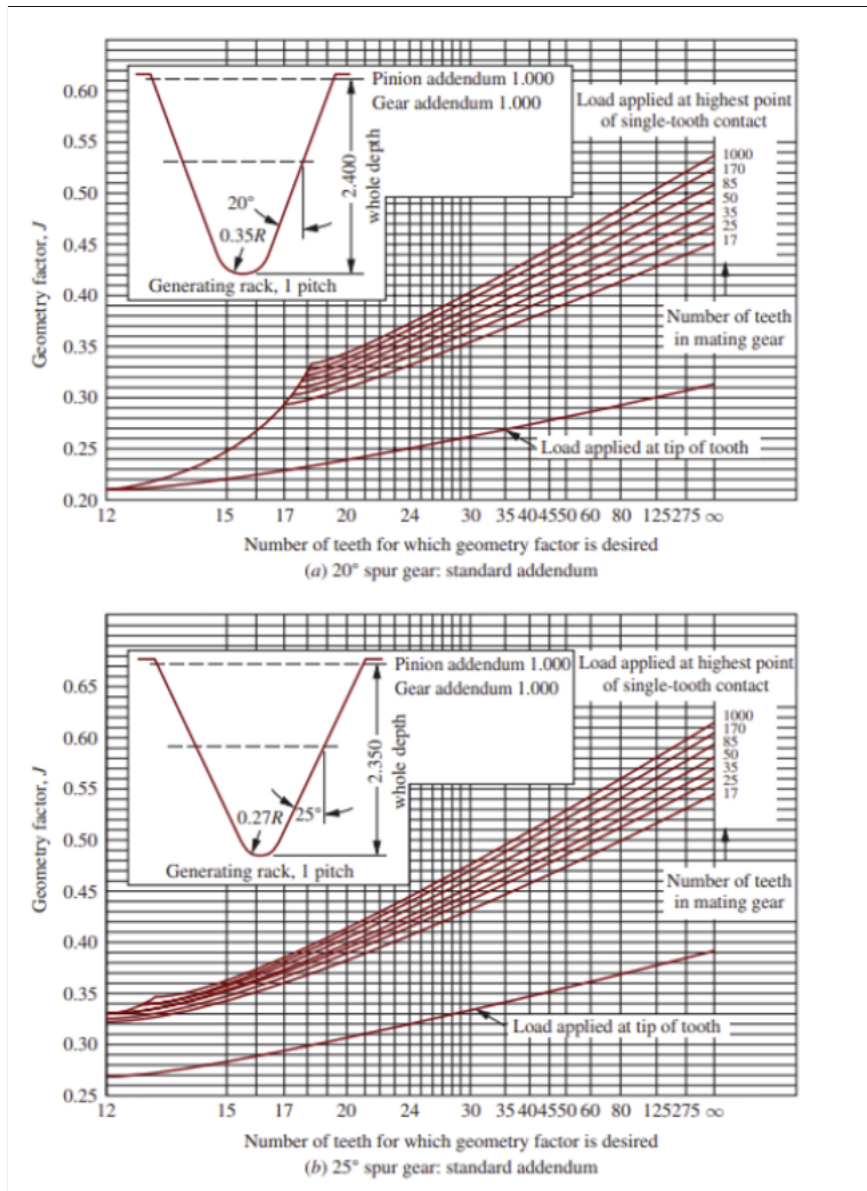 Pinion addendum 1.000
Gear addendum 1.000
Load applied at highest point
of single-tooth contact
0.60
0.55
0.50
0.45
0.40
0.35
0.30
0.25
0.20
Geometry factor, J
20°
0.35R
2.400
whole depth
Generating rack, 1 pitch
1000
170
85
50
35
25
17
Number of teeth
in mating gear
Load applied at tip of tooth
12 15 17 20 24 30 35 40 45 50 60 80 125 275 ∞
Number of teeth for which geometry factor is desired
(a) 20° spur gear: standard addendum
Pinion addendum 1.000
Gear addendum 1.000
Load applied at highest point
of single-tooth contact
0.65
0.60
0.55
0.50
0.45
0.40
0.35
0.30
0.25
Geometry factor, J
0.27R
25°
2.350
whole depth
Generating rack, 1 pitch
1000
170
85
50
35
25
17
Number of teeth
in mating gear
Load applied at tip of tooth
12 15 17 20 24 30 35 40 45 50 60 80 125 275 ∞
Number of teeth for which geometry factor is desired
(b) 25° spur gear: standard addendum